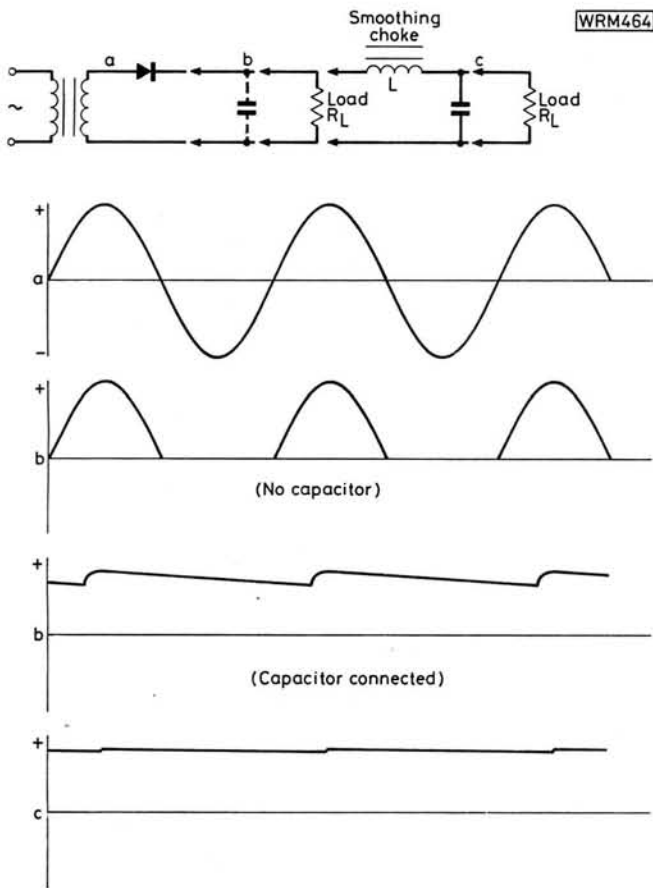 Smoothing
choke
WRM464
a
b
c
L
Load
RL
Load
RL
~
+
a
-
+
b
(No capacitor)
+
b
(Capacitor connected)
+
c